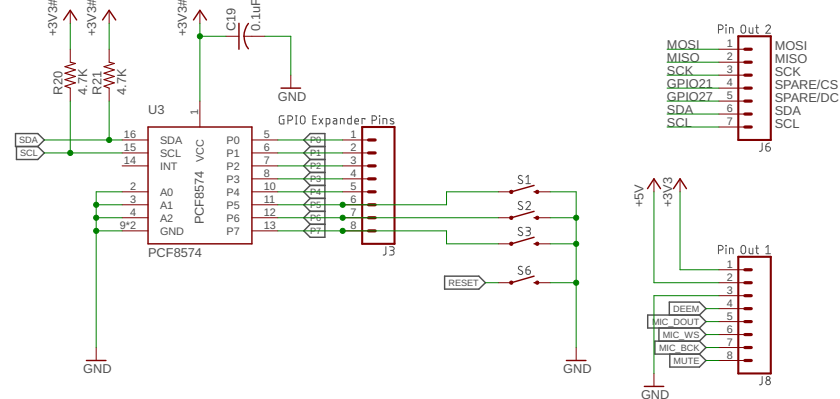 +3V3#
+3V3#
+3V3#
C19
0.1uF
GND
R20
4.7K
R21
4.7K
U3
1
SDA
SCL
16
15
14
2
3
4
9*2
SDA
SCL
INT
A0
A1
A2
GND
VCC
PCF8574
P0
P1
P2
P3
P4
P5
P6
P7
5
6
7
8
10
11
12
13
PCF8574
GPIO Expander Pins
P0
P1
P2
P3
P4
P5
P6
P7
1
2
3
4
5
6
7
8
J3
S1
S2
S3
S6
RESET
GND
GND
Pin Out 2
MOSI 1 MOSI
MISO 2 MISO
SCK 3 SCK
GPIO21 4 SPARE/CS
GPIO27 5 SPARE/DC
SDA 6 SDA
SCL 7 SCL
J6
+5V
+3V3
Pin Out 1
1
2
3
DEEM 4
MIC_DOUT 5
MIC_WS 6
MIC_BCK 7
MUTE 8
J8
GND